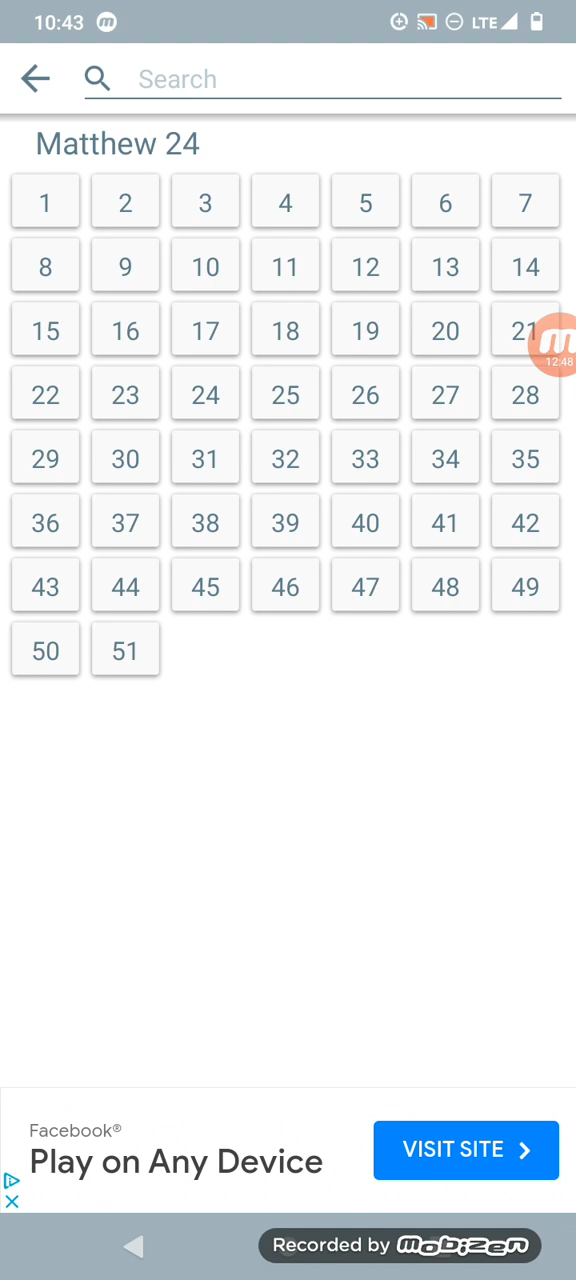 10:43 m LTE
Search
Matthew 24
1 2 3 4 5 6 7
8 9 10 11 12 13 14
15 16 17 18 19 20 21
m
12:48
22 23 24 25 26 27 28
29 30 31 32 33 34 35
36 37 38 39 40 41 42
43 44 45 46 47 48 49
50 51
Facebook®
Play on Any Device
VISIT SITE
Recorded by mobizen